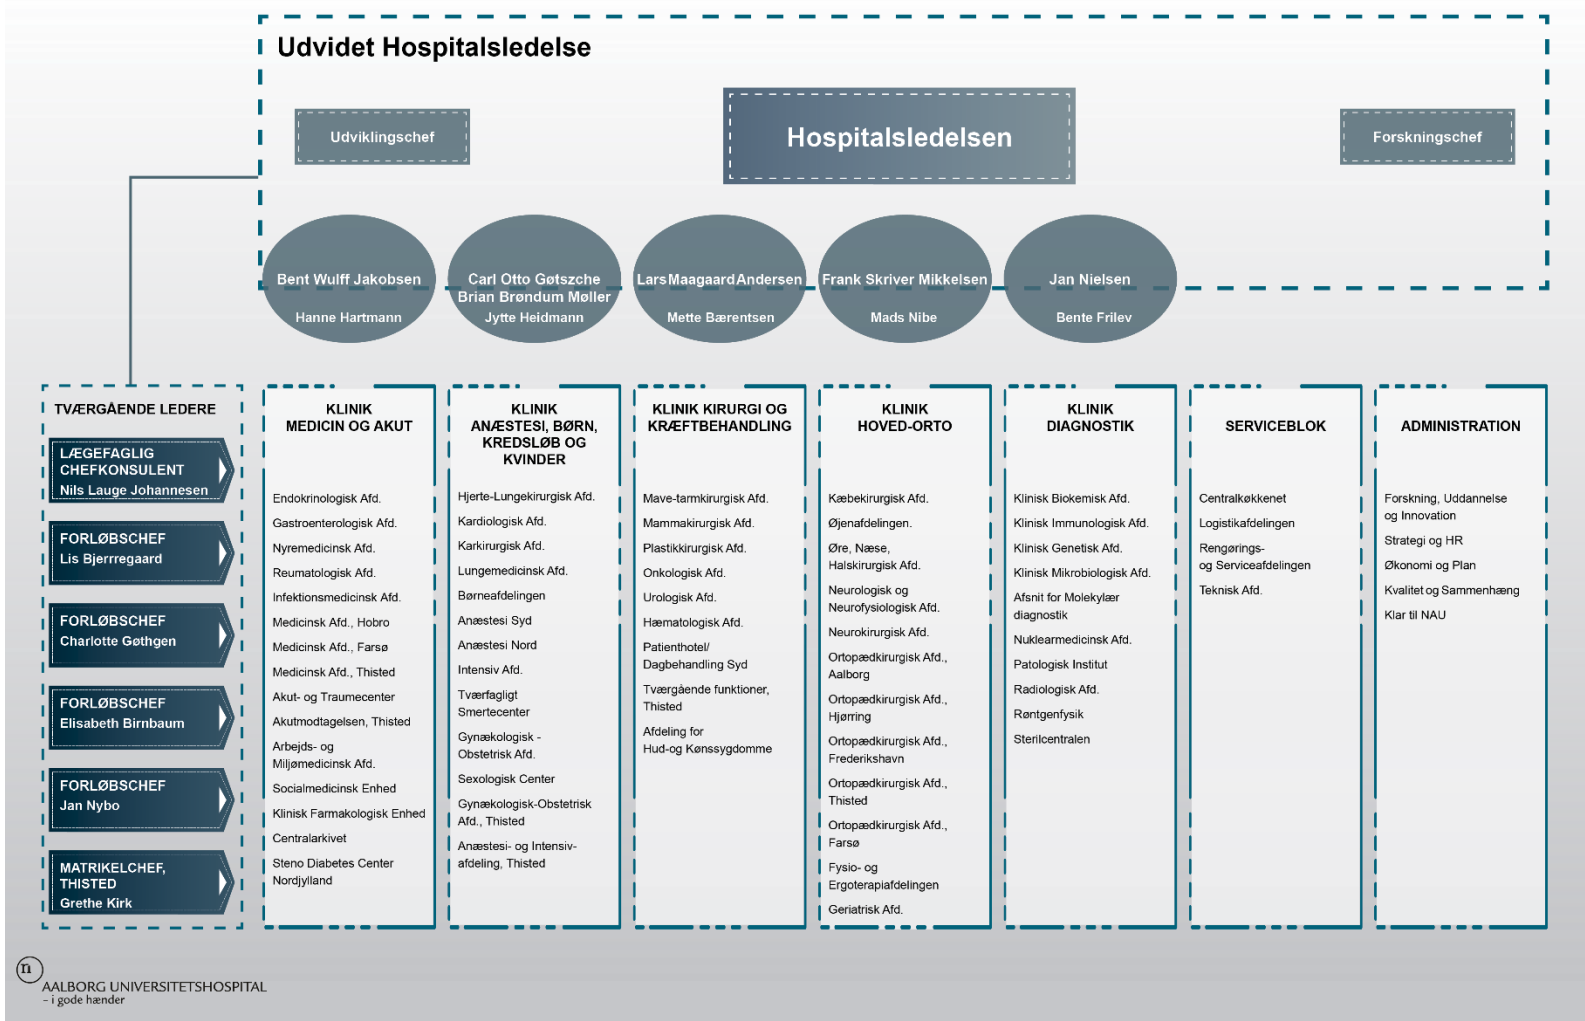 Udvidet Hospitalsledelse
Udviklingschef
Hospitalsledelsen
Forskningschef
Bent Wulff Jakobsen
Hanne Hartmann
Carl Otto Gøtszche
Brian Brøndum Møller
Jytte Heidmann
Lars Maagaard Andersen
Mette Bærentsen
Frank Skriver Mikkelsen
Mads Nibe
Jan Nielsen
Bente Frilev
TVÆRGÅENDE LEDERE
LÆGEFAGLIG
CHEFKONSULENT
Nils Lauge Johannesen
FORLØBSCHEF
Lis Bjerrregaard
FORLØBSCHEF
Charlotte Gøthgen
FORLØBSCHEF
Elisabeth Birnbaum
FORLØBSCHEF
Jan Nybo
MATRIKELCHEF,
THISTED
Grethe Kirk
KLINIK
MEDICIN OG AKUT
Endokrinologisk Afd.
Gastroenterologisk Afd.
Nyremedicinsk Afd.
Reumatologisk Afd.
Infektionsmedicinsk Afd.
Medicinsk Afd., Hobro
Medicinsk Afd., Farsø
Medicinsk Afd., Thisted
Akut- og Traumecenter
Akutmodtagelsen, Thisted
Arbejds- og
Miljømedicinsk Afd.
Socialmedicinsk Enhed
Klinisk Farmakologisk Enhed
Centralarkivet
Steno Diabetes Center
Nordjylland
KLINIK
ANÆSTESI, BØRN,
KREDSLØB OG
KVINDER
Hjerte-Lungekirurgisk Afd.
Kardiologisk Afd.
Karkirurgisk Afd.
Lungemedicinsk Afd.
Børneafdelingen
Anæstesi Syd
Anæstesi Nord
Intensiv Afd.
Tværfagligt
Smertecenter
Gynækologisk -
Obstetrisk Afd.
Sexologisk Center
Gynækologisk-Obstetrisk
Afd., Thisted
Anæstesi- og Intensiv-
afdeling, Thisted
KLINIK KIRURGI OG
KRÆFTBEHANDLING
Mave-tarmkirurgisk Afd.
Mammakirurgisk Afd.
Plastikkirurgisk Afd.
Onkologisk Afd.
Urologisk Afd.
Hæmatologisk Afd.
Patienthotel/
Dagbehandling Syd
Tværgående funktioner,
Thisted
Afdeling for
Hud-og Kønssygdomme
KLINIK
HOVED-ORTO
Kæbekirurgisk Afd.
Øjenafdelingen.
Øre, Næse,
Halskirurgisk Afd.
Neurologisk og
Neurofysiologisk Afd.
Neurokirurgisk Afd.
Ortopædkirurgisk Afd.,
Aalborg
Ortopædkirurgisk Afd.,
Hjørring
Ortopædkirurgisk Afd.,
Frederikshavn
Ortopædkirurgisk Afd.,
Thisted
Ortopædkirurgisk Afd.,
Farsø
Fysio- og
Ergoterapiafdelingen
Geriatrisk Afd.
KLINIK
DIAGNOSTIK
Klinisk Biokemisk Afd.
Klinisk Immunologisk Afd.
Klinisk Genetisk Afd.
Klinisk Mikrobiologisk Afd.
Afsnit for Molekylær
diagnostik
Nuklearmedicinsk Afd.
Patologisk Institut
Radiologisk Afd.
Røntgenfysik
Sterilcentralen
SERVICEBLOK
Centralkøkkenet
Logistikafdelingen
Rengørings-
og Serviceafdelingen
Teknisk Afd.
ADMINISTRATION
Forskning, Uddannelse
og Innovation
Strategi og HR
Økonomi og Plan
Kvalitet og Sammenhæng
Klar til NAU
n
AALBORG UNIVERSITETSHOSPITAL
– i gode hænder